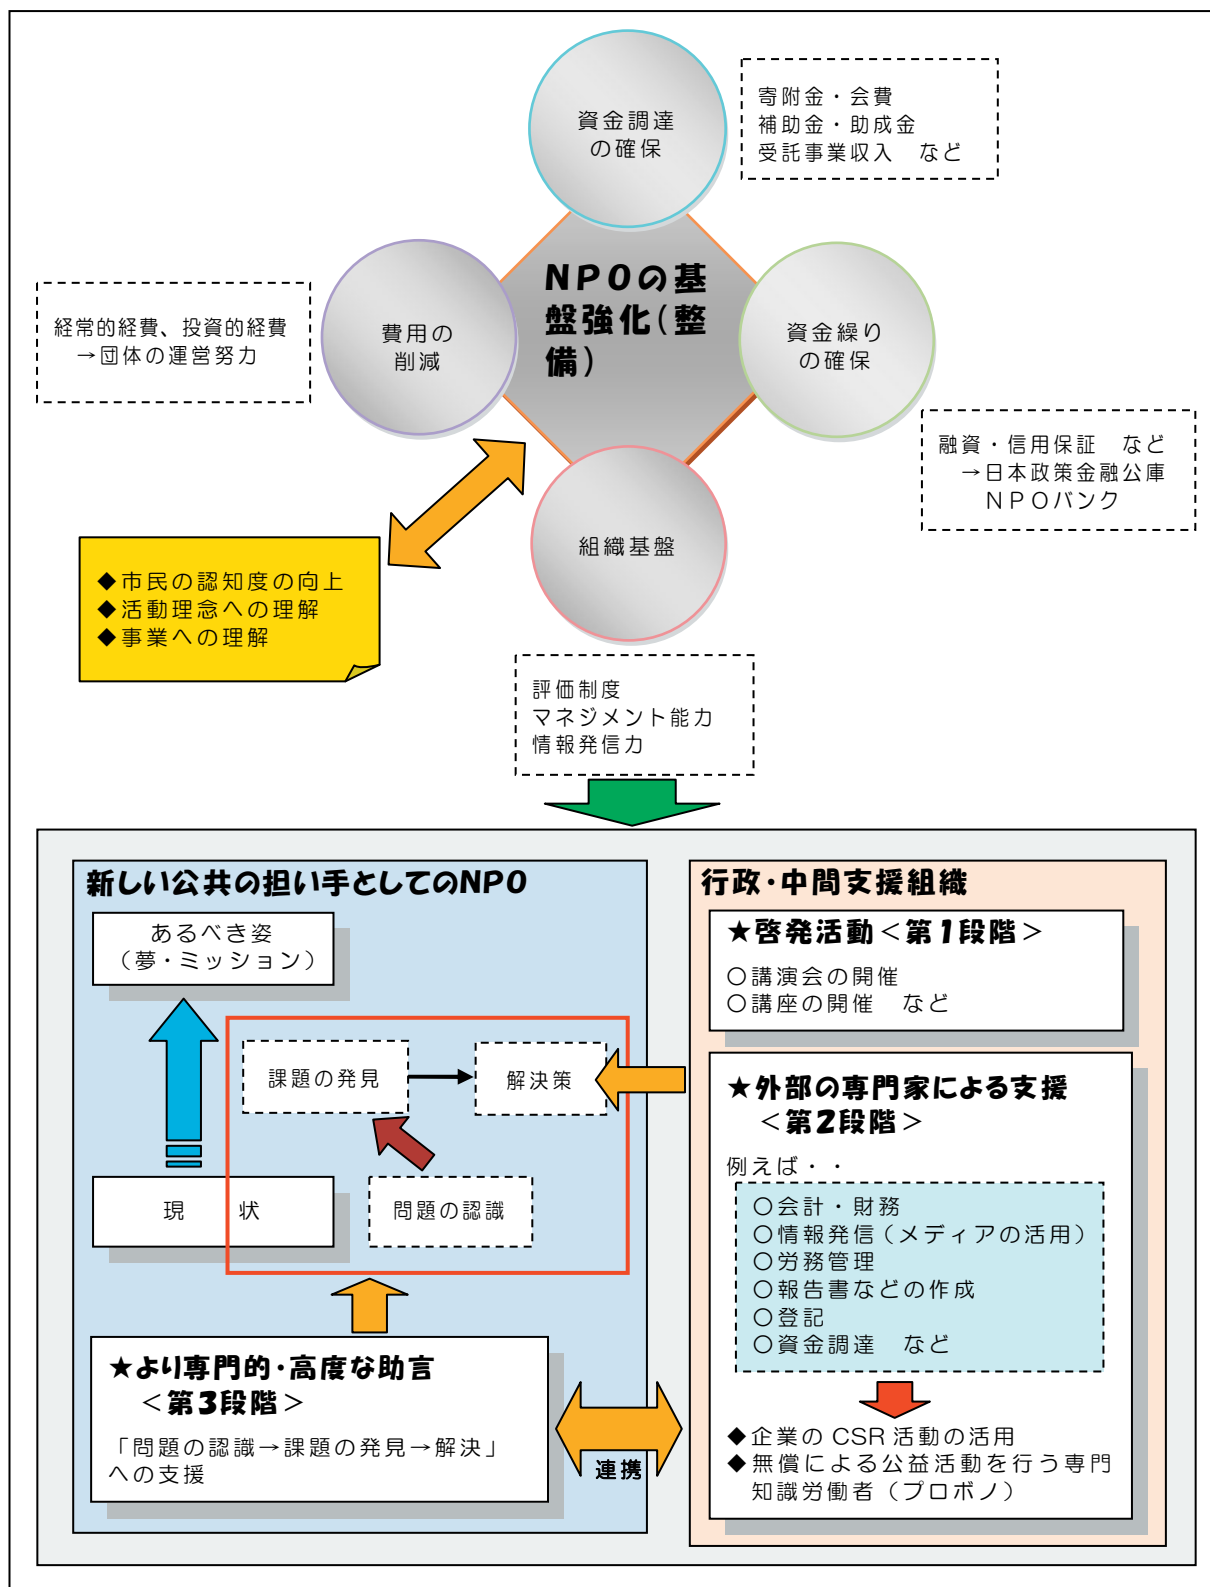 資金調達
の確保
寄附金・会費
補助金・助成金
受託事業収入　など
NPOの基
盤強化(整
備)
経常的経費、投資的経費
→団体の運営努力
費用の
削減
資金繰り
の確保
融資・信用保証　など
→日本政策金融公庫
NPOバンク
組織基盤
◆市民の認知度の向上
◆活動理念への理解
◆事業への理解
評価制度
マネジメント能力
情報発信力
新しい公共の担い手としてのNPO
あるべき姿
(夢・ミッション)
課題の発見
解決策
現　状
問題の認識
★より専門的・高度な助言
<第3段階>
「問題の認識→課題の発見→解決」
への支援
連携
行政・中間支援組織
★啓発活動<第1段階>
○講演会の開催
○講座の開催　など
★外部の専門家による支援
<第2段階>
例えば・・
○会計・財務
○情報発信(メディアの活用)
○労務管理
○報告書などの作成
○登記
○資金調達　など
◆企業の CSR 活動の活用
◆無償による公益活動を行う専門
知識労働者(プロボノ)